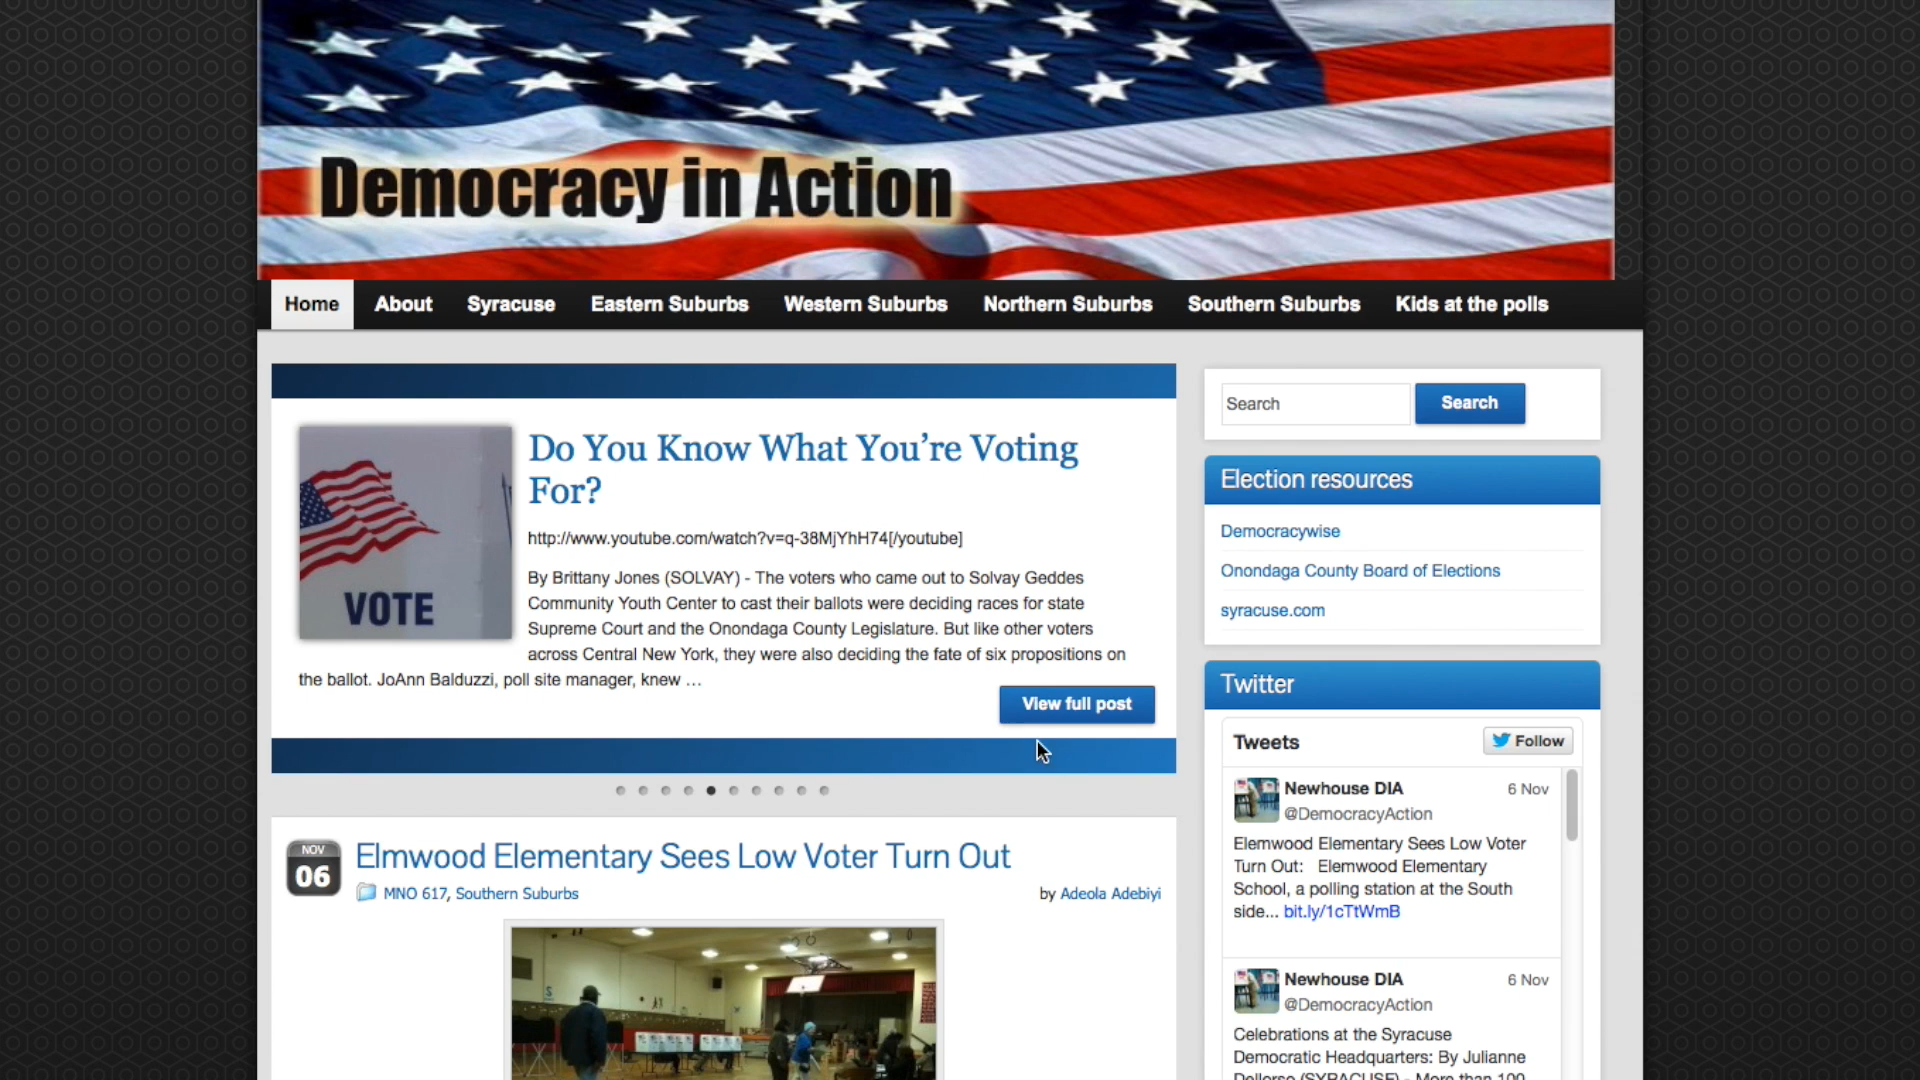 Democracy in Action
Home About Syracuse Eastern Suburbs Western Suburbs Northern Suburbs Southern Suburbs Kids at the polls
VOTE
Do You Know What You’re Voting
For?
http://www.youtube.com/watch?v=q-38MjYhH74[/youtube]
By Brittany Jones (SOLVAY) - The voters who came out to Solvay Geddes
Community Youth Center to cast their ballots were deciding races for state
Supreme Court and the Onondaga County Legislature. But like other voters
across Central New York, they were also deciding the fate of six propositions on
the ballot. JoAnn Balduzzi, poll site manager, knew …
View full post
NOV
06
Elmwood Elementary Sees Low Voter Turn Out
MNO 617, Southern Suburbs
by Adeola Adebiyi
Search Search
Election resources
Democracywise
Onondaga County Board of Elections
syracuse.com
Twitter
Tweets
Follow
Newhouse DIA 6 Nov
@DemocracyAction
Elemwood Elementary Sees Low Voter
Turn Out: Elemwood Elementary
School, a polling station at the South
side... bit.ly/1cTtWmB
Newhouse DIA 6 Nov
@DemocracyAction
Celebrations at the Syracuse
Democratic Headquarters: By Julianne
Dellorso (SYRACUSE) - More than 100